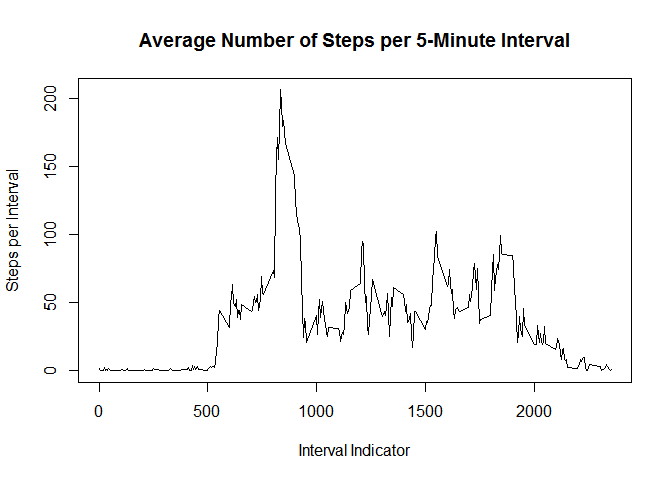 Average Number of Steps per 5-Minute Interval
Steps per Interval
200
150
100
50
0
0 500 1000 1500 2000
Interval Indicator